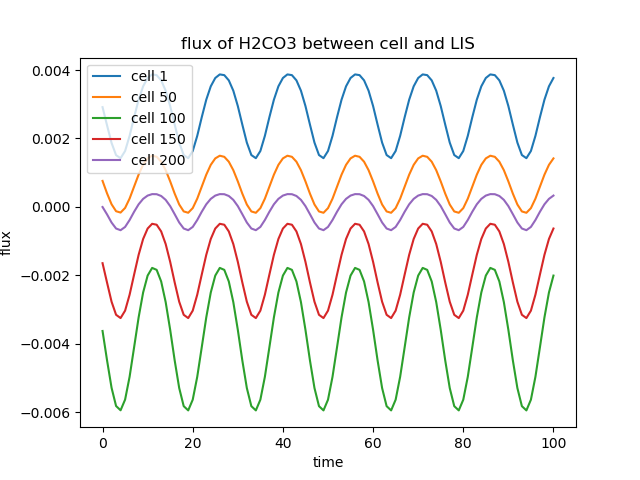 flux of H2CO3 between cell and LIS
cell 1
cell 50
cell 100
cell 150
cell 200
0.004
0.002
0.000
−0.002
−0.004
−0.006
flux
0 20 40 60 80 100
time